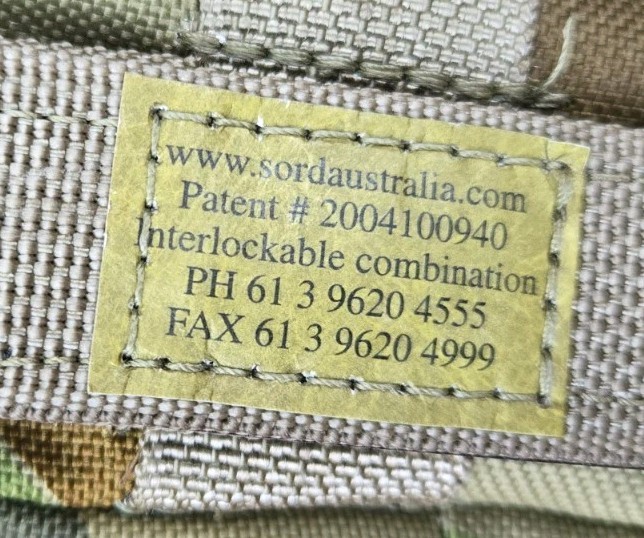 www.sordaustralia.com
Patent # 2004100940
Interlockable combination
PH 61 3 9620 4555
FAX 61 3 9620 4999